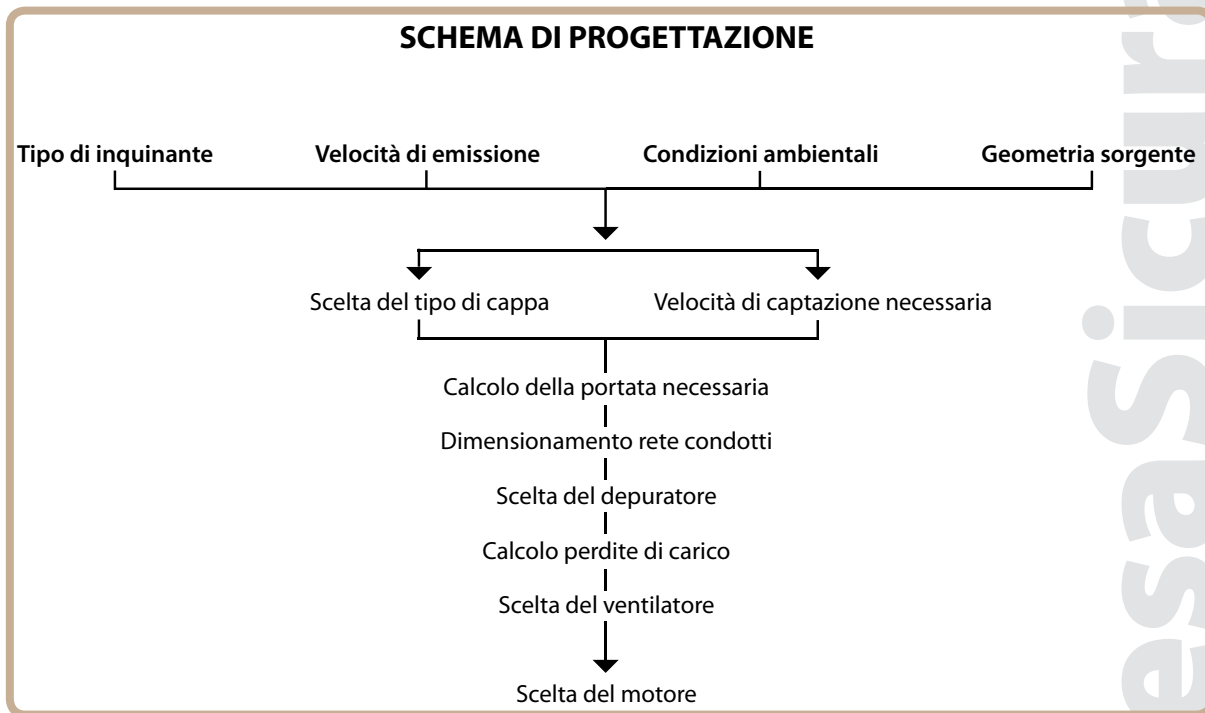 SCHEMA DI PROGETTAZIONE
Tipo di inquinante Velocità di emissione Condizioni ambientali Geometria sorgente
Scelta del tipo di cappa Velocità di captazione necessaria
Calcolo della portata necessaria
Dimensionamento rete condotti
Scelta del depuratore
Calcolo perdite di carico
Scelta del ventilatore
Scelta del motore
esaSicura